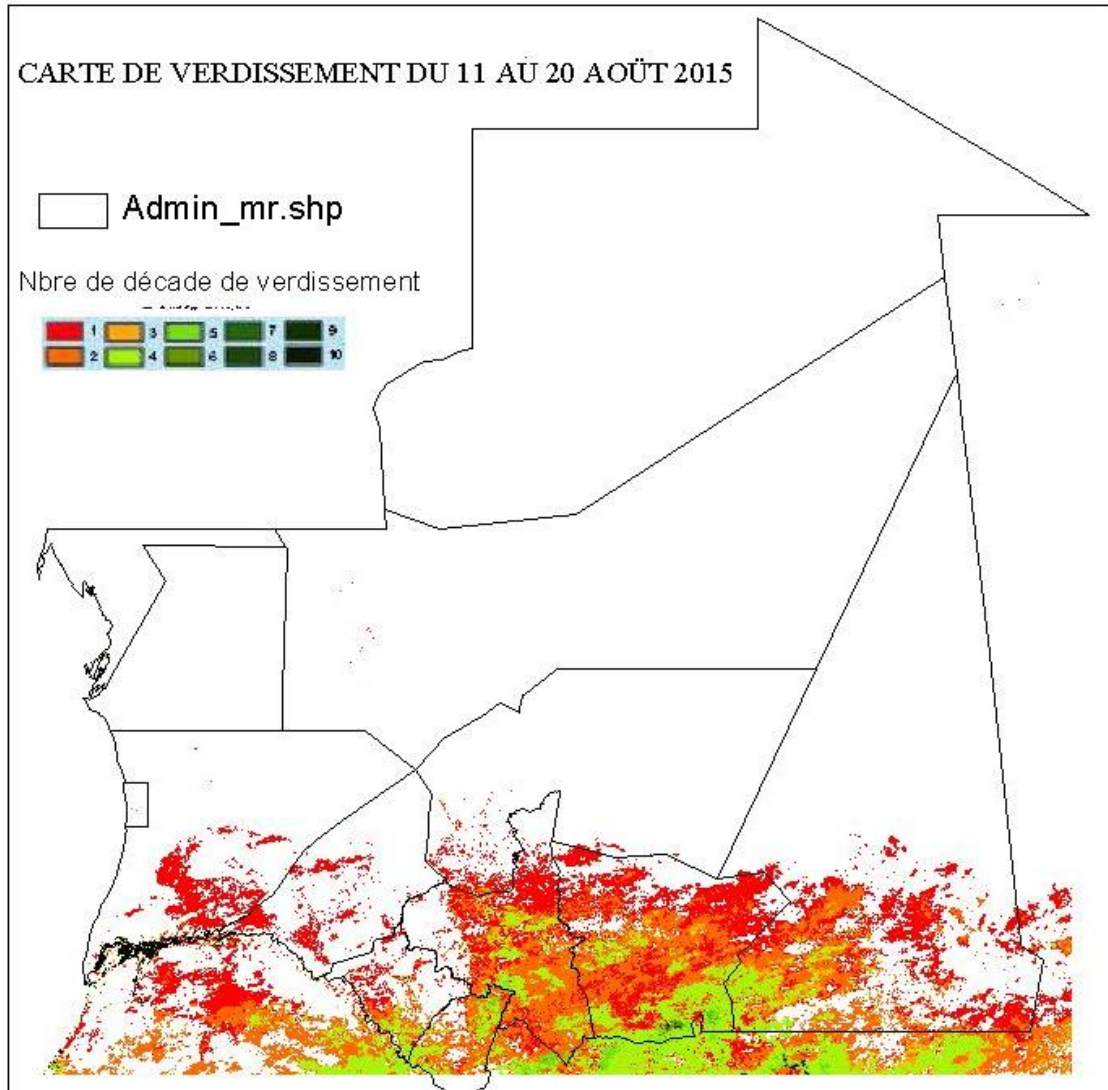 CARTE DE VERDISSEMENT DU 11 AU 20 AOÜT 2015
Admin_mr.shp
Nbre de décade de verdissement
1 3 5 7 9
2 4 6 8 10